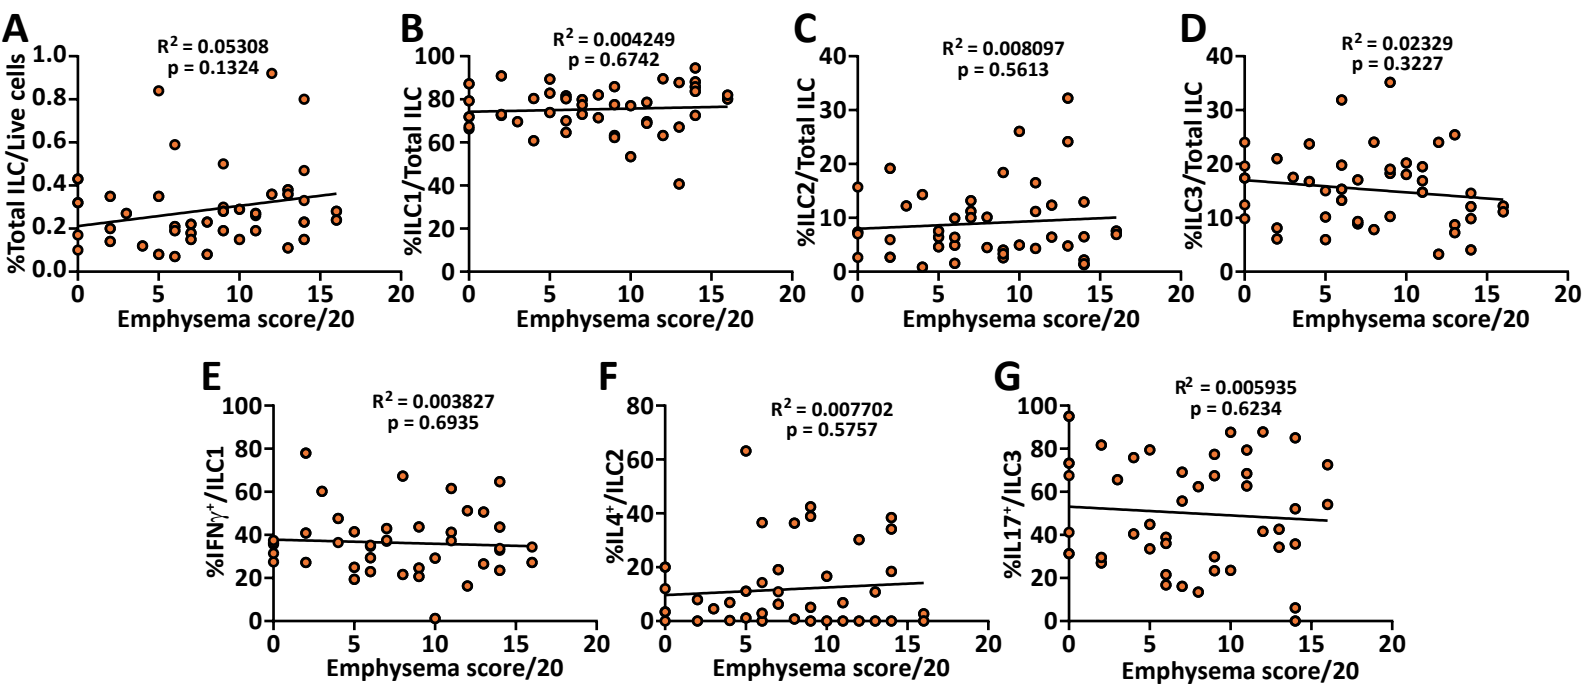 A
R² = 0.05308
p = 0.1324
%Total ILC/Live cells
1.0
0.8
0.6
0.4
0.2
0.0
0 5 10 15 20
Emphysema score/20
B
R² = 0.004249
p = 0.6742
%ILC1/Total ILC
100
80
60
40
20
0
0 5 10 15 20
Emphysema score/20
C
R² = 0.008097
p = 0.5613
%ILC2/Total ILC
40
30
20
10
0
0 5 10 15 20
Emphysema score/20
D
R² = 0.02329
p = 0.3227
%ILC3/Total ILC
40
30
20
10
0
0 5 10 15 20
Emphysema score/20
E
R² = 0.003827
p = 0.6935
%IFNγ⁺/ILC1
100
80
60
40
20
0
0 5 10 15 20
Emphysema score/20
F
R² = 0.007702
p = 0.5757
%IL4⁺/ILC2
80
60
40
20
0
0 5 10 15 20
Emphysema score/20
G
R² = 0.005935
p = 0.6234
%IL17⁺/ILC3
100
80
60
40
20
0
0 5 10 15 20
Emphysema score/20